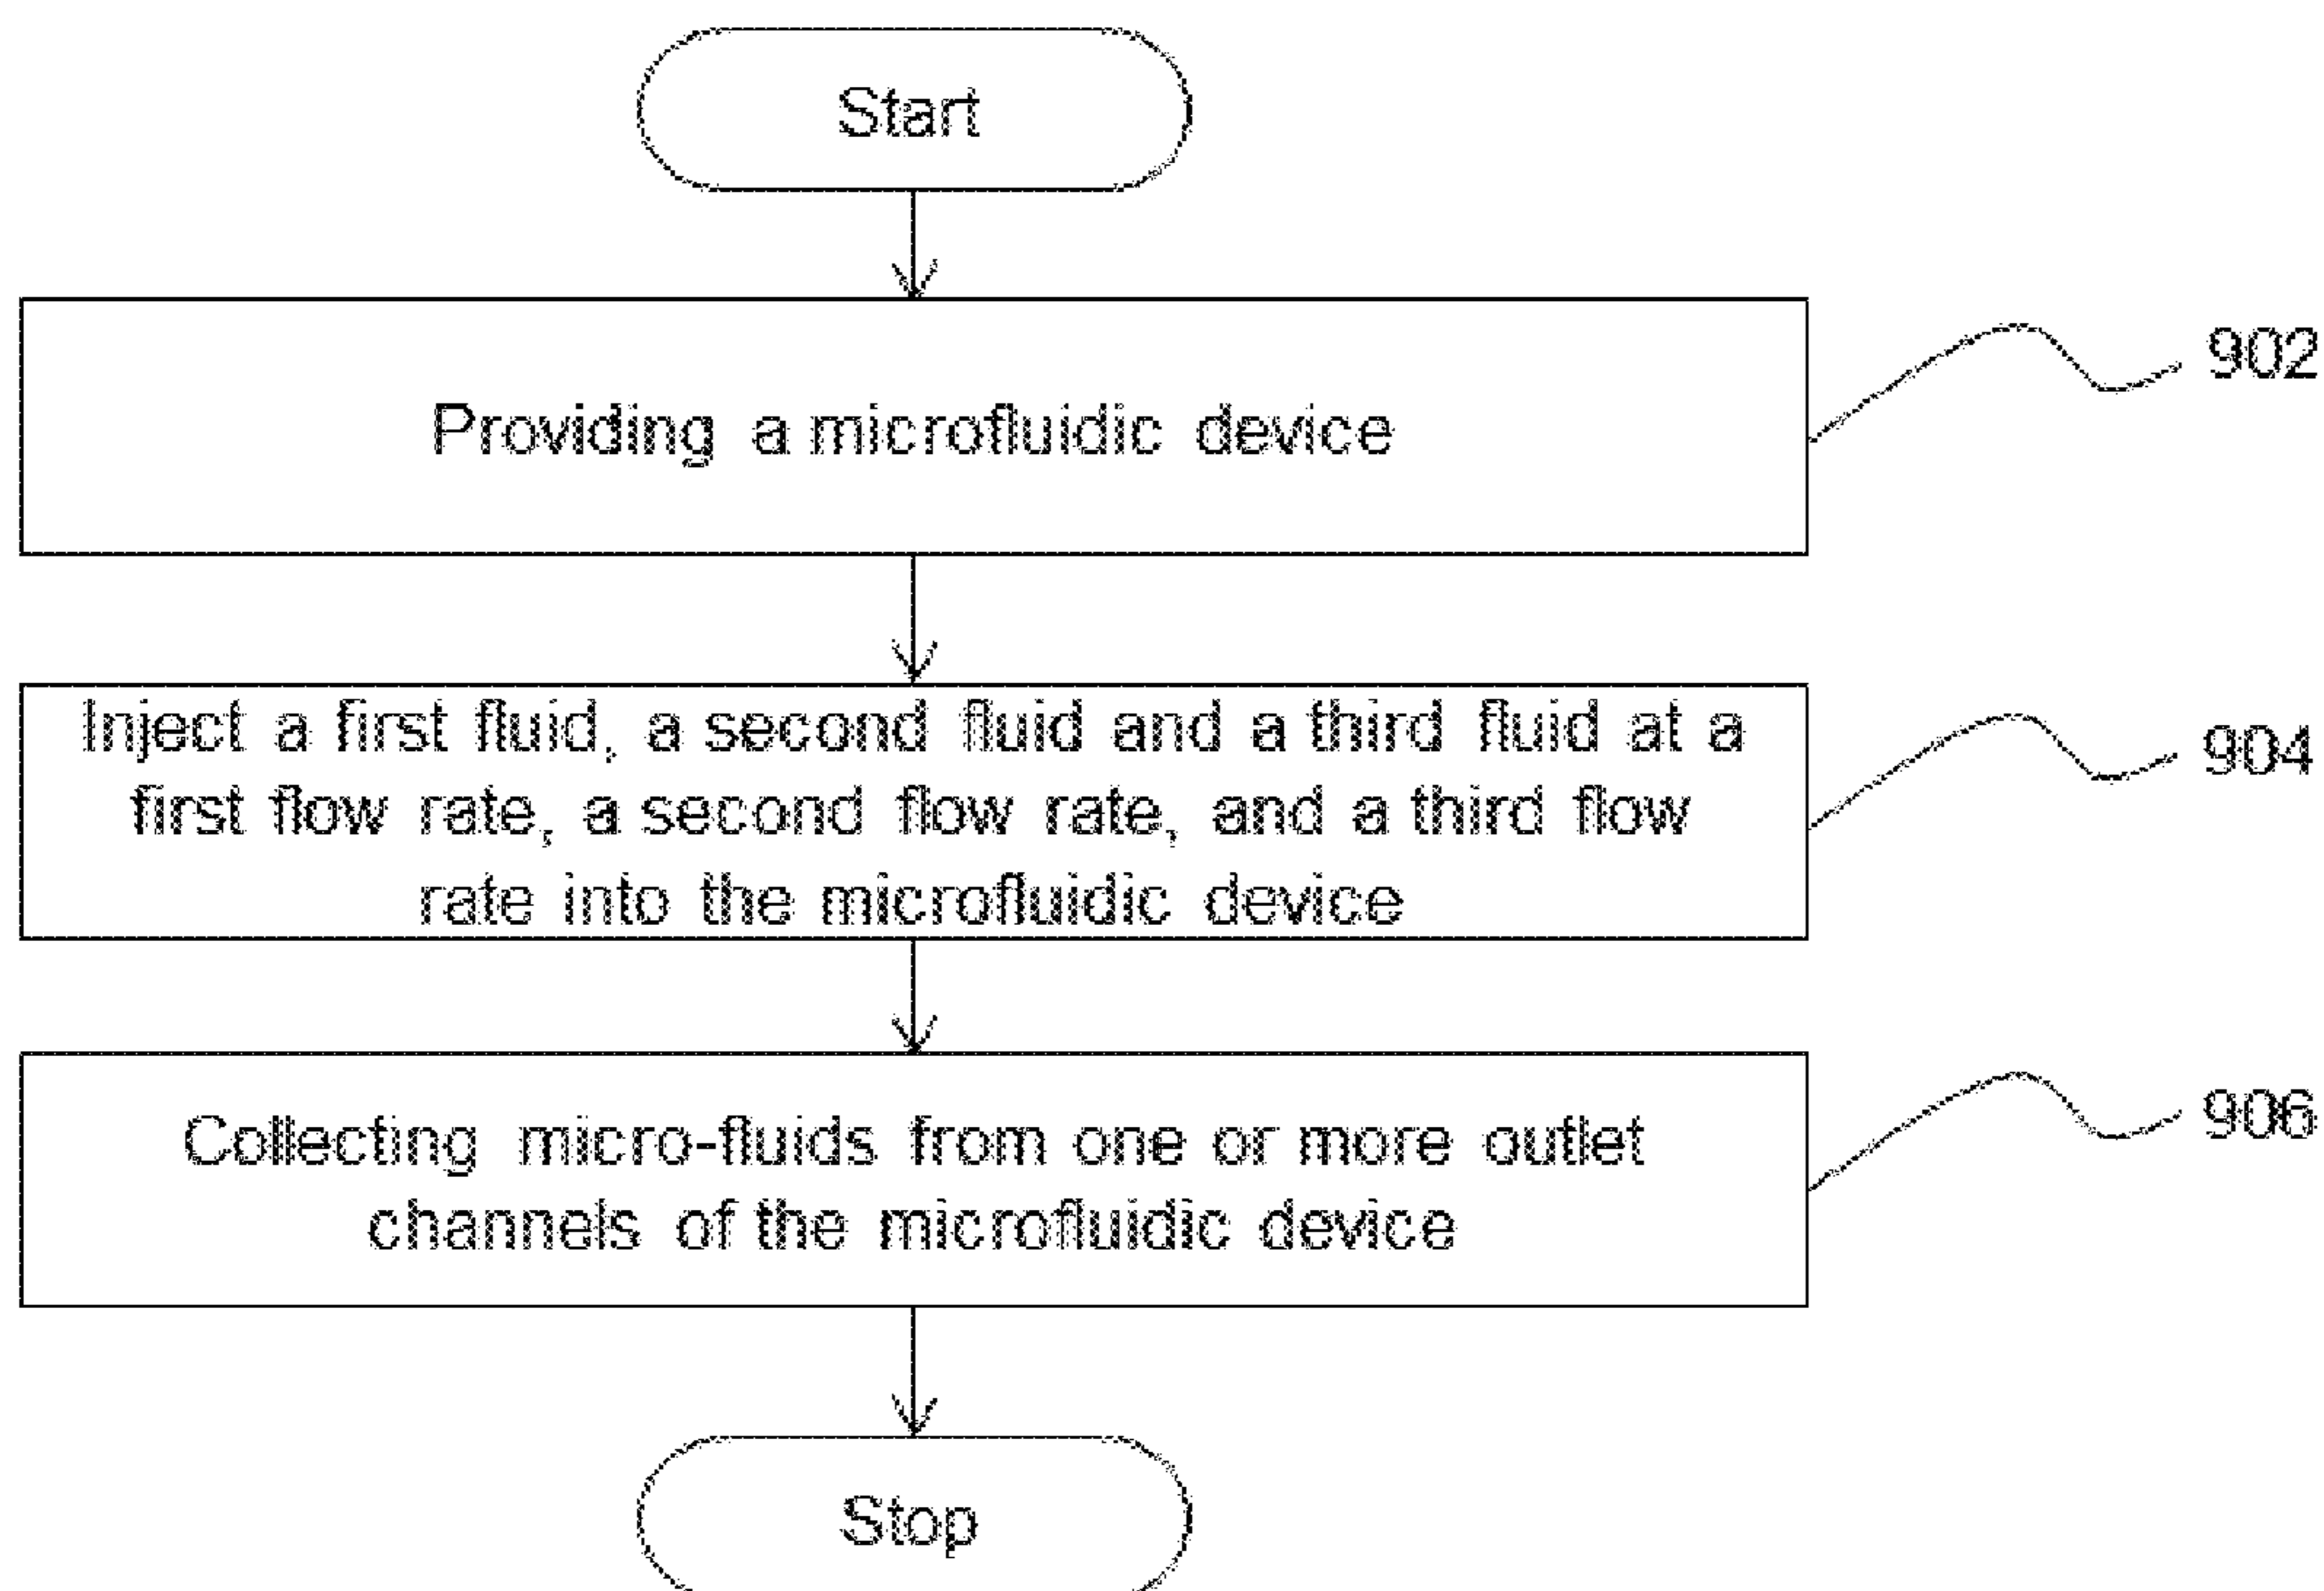 Start
Providing a microfluidic device
902
Inject a first fluid, a second fluid and a third fluid at a
first flow rate, a second flow rate, and a third flow
rate into the microfluidic device
904
Collecting micro-fluids from one or more outlet
channels of the microfluidic device
906
Stop